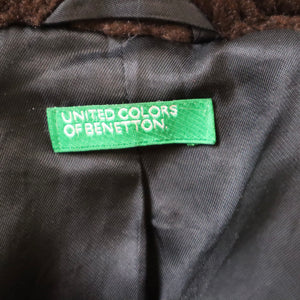 UNITED COLORS
OF BENETTON.